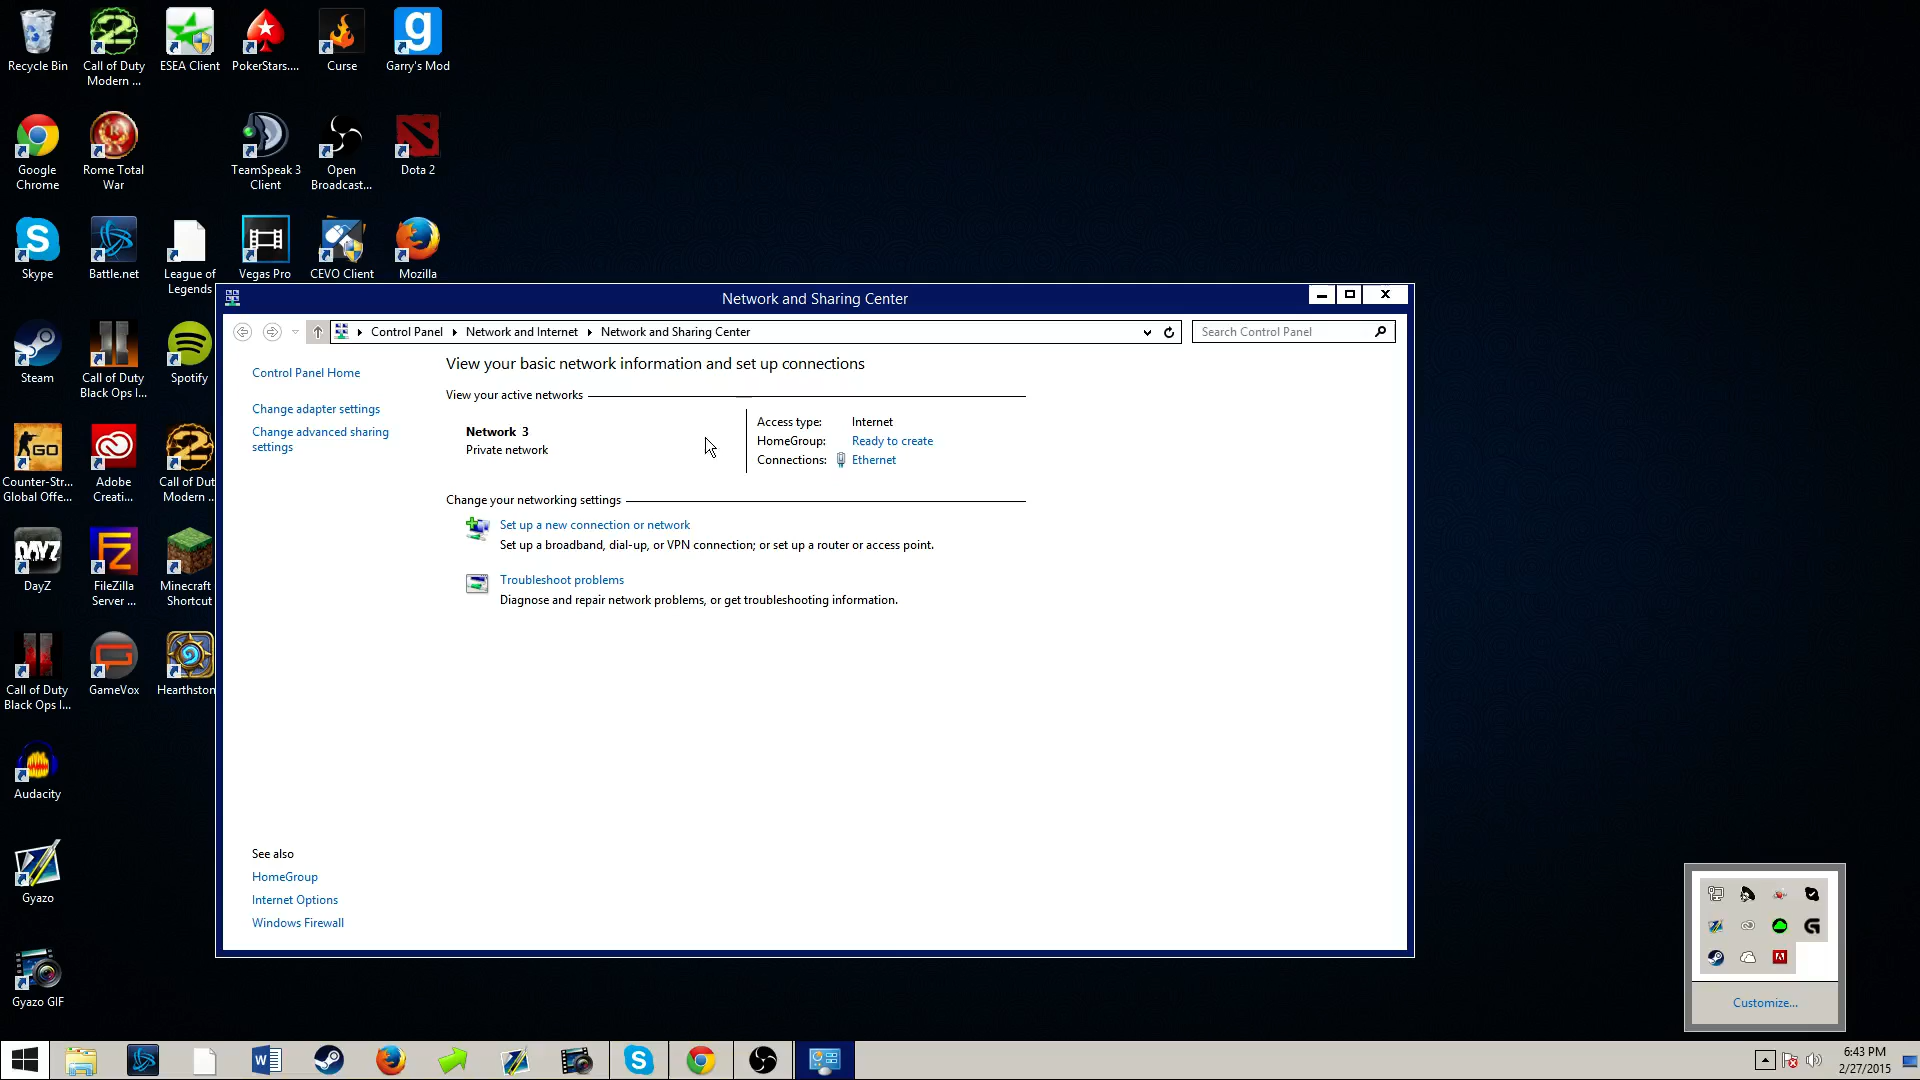 Recycle Bin
Call of Duty
Modern ...
ESEA Client
PokerStars....
Curse
Garry's Mod
Google
Chrome
Rome Total
War
TeamSpeak 3
Client
Open
Broadcast...
Dota 2
Skype
Battle.net
League of
Legends
Vegas Pro
CEVO Client
Mozilla
Steam
Call of Duty
Black Ops I...
Spotify
Counter-Str...
Global Offe...
Adobe
Creati...
Call of Duty
Modern ...
DayZ
FileZilla
Server ...
Minecraft
Shortcut
Call of Duty
Black Ops I...
GameVox
Hearthston
Audacity
Gyazo
Gyazo GIF
Network and Sharing Center
Control Panel
Network and Internet
Network and Sharing Center
Search Control Panel
Control Panel Home
Change adapter settings
Change advanced sharing
settings
View your basic network information and set up connections
View your active networks
Network 3
Private network
Access type: Internet
HomeGroup: Ready to create
Connections: Ethernet
Change your networking settings
Set up a new connection or network
Set up a broadband, dial-up, or VPN connection; or set up a router or access point.
Troubleshoot problems
Diagnose and repair network problems, or get troubleshooting information.
See also
HomeGroup
Internet Options
Windows Firewall
Customize...
6:43 PM
2/27/2015